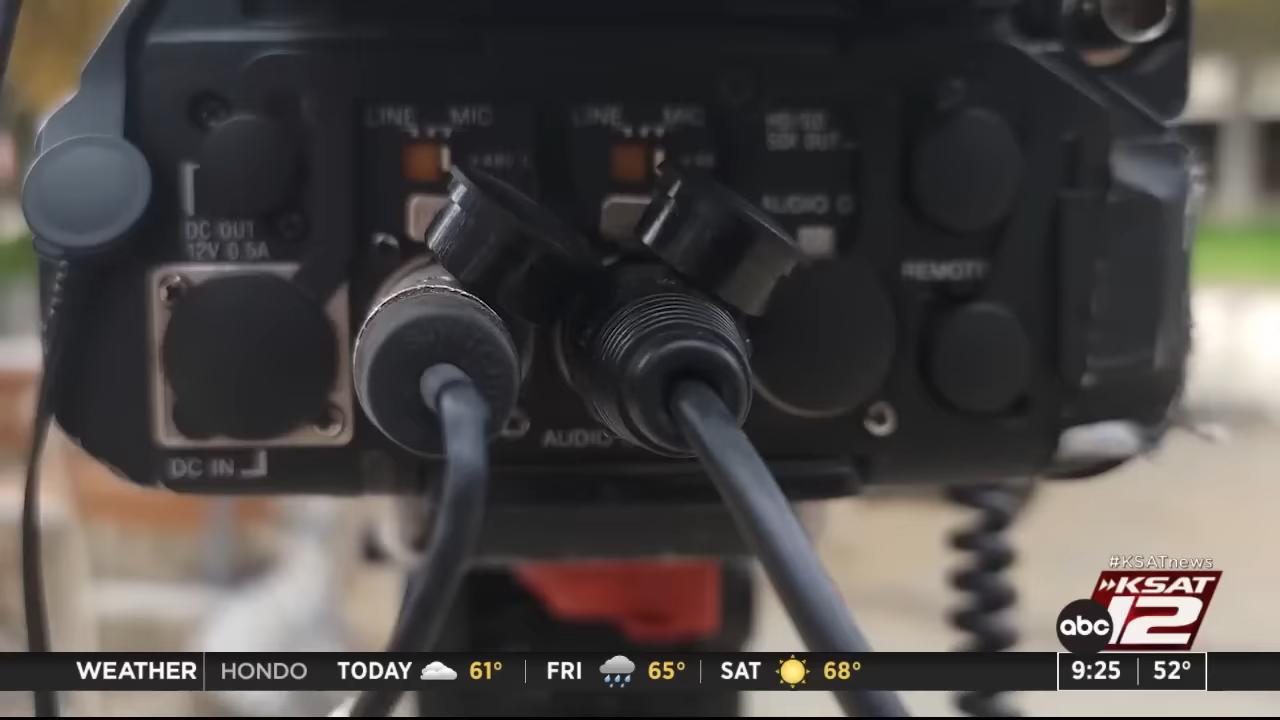 LINE MIC LINE MIC
HD/SD
SDI OUT
DC OUT
12V 0.5A
REMOTE
AUDIO
DC IN
#KSATnews
KSAT
abc 12
WEATHER HONDO TODAY 61° FRI 65° SAT 68° 9:25 52°